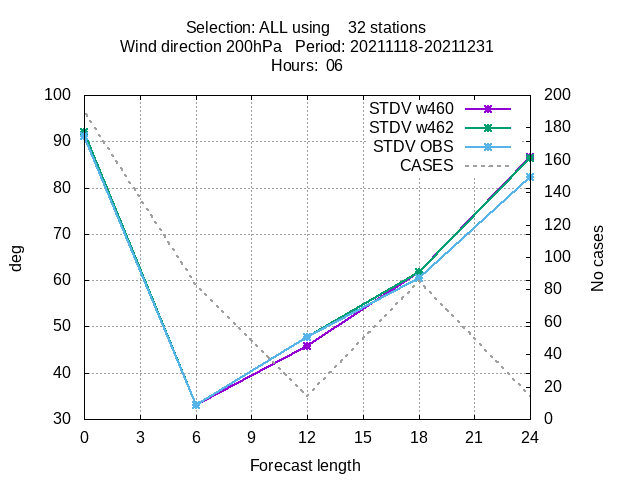 Selection: ALL using    32 stations
Wind direction 200hPa   Period: 20211118-20211231
Hours:  06
100
90
80
70
60
50
40
30
200
180
160
140
120
100
80
60
40
20
0
STDV w460
STDV w462
STDV OBS
CASES
deg
No cases
0 3 6 9 12 15 18 21 24
Forecast length